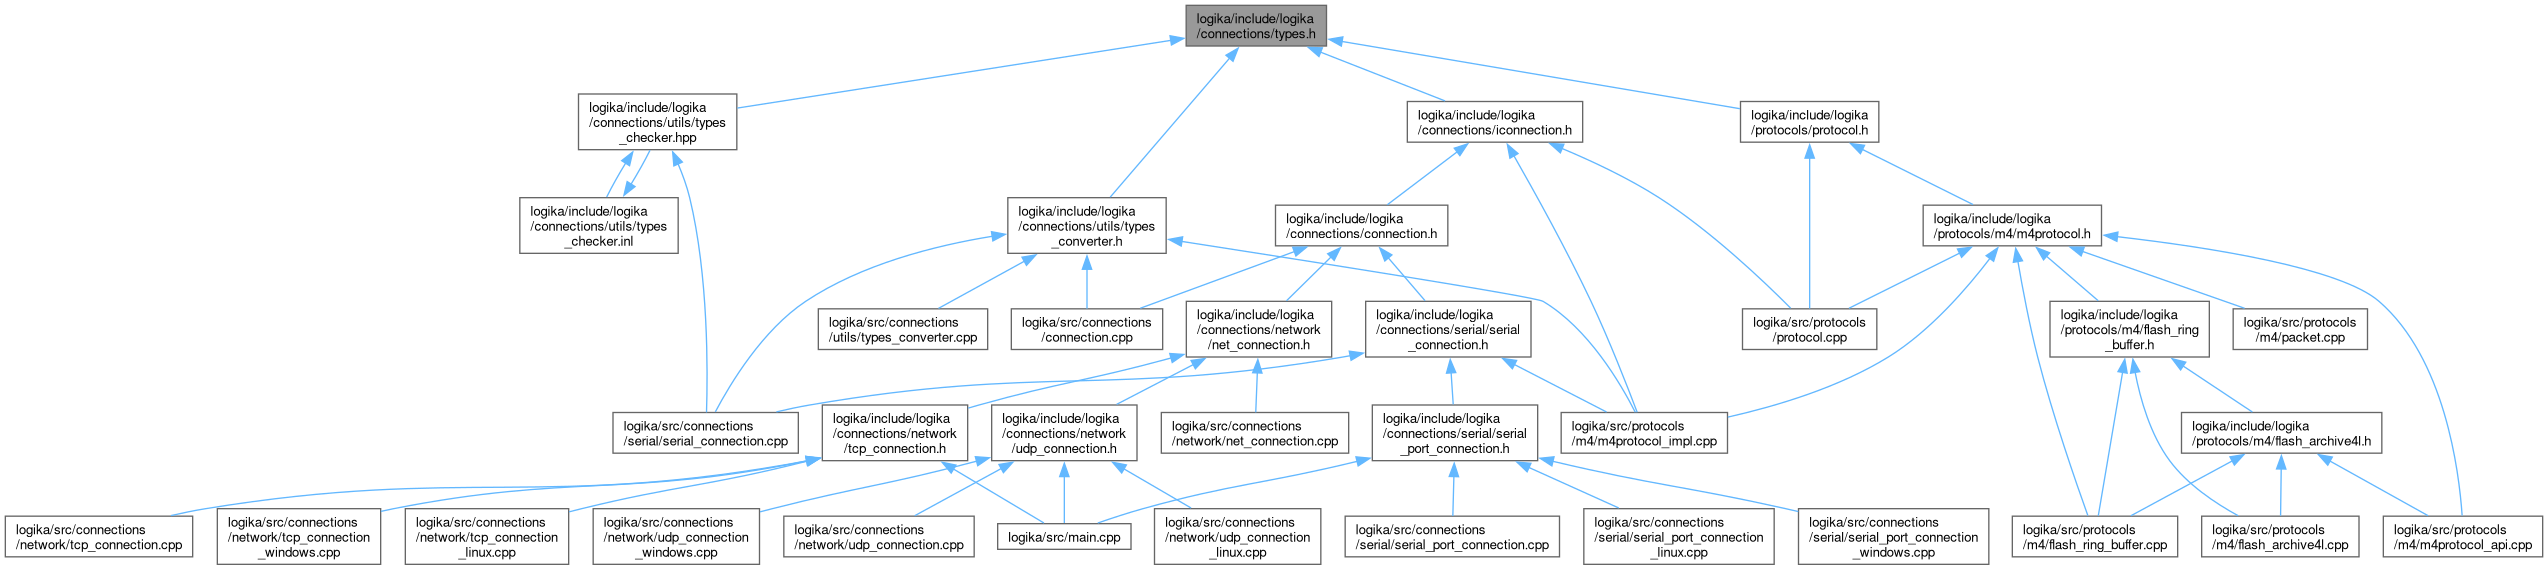 logika/include/logika
/connections/types.h
logika/include/logika
/connections/utils/types
_checker.hpp
logika/include/logika
/connections/iconnection.h
logika/include/logika
/protocols/protocol.h
logika/include/logika
/connections/utils/types
_checker.inl
logika/include/logika
/connections/utils/types
_converter.h
logika/include/logika
/connections/connection.h
logika/include/logika
/protocols/m4/m4protocol.h
logika/src/connections
/utils/types_converter.cpp
logika/src/connections
/connection.cpp
logika/include/logika
/connections/network
/net_connection.h
logika/include/logika
/connections/serial/serial
_connection.h
logika/src/protocols
/protocol.cpp
logika/include/logika
/protocols/m4/flash_ring
_buffer.h
logika/src/protocols
/m4/packet.cpp
logika/src/connections
/serial/serial_connection.cpp
logika/include/logika
/connections/network
/tcp_connection.h
logika/include/logika
/connections/network
/udp_connection.h
logika/src/connections
/network/net_connection.cpp
logika/include/logika
/connections/serial/serial
_port_connection.h
logika/src/protocols
/m4/m4protocol_impl.cpp
logika/include/logika
/protocols/m4/flash_archive4l.h
logika/src/connections
/network/tcp_connection.cpp
logika/src/connections
/network/tcp_connection
_windows.cpp
logika/src/connections
/network/tcp_connection
_linux.cpp
logika/src/connections
/network/udp_connection
_windows.cpp
logika/src/connections
/network/udp_connection.cpp
logika/src/main.cpp
logika/src/connections
/network/udp_connection
_linux.cpp
logika/src/connections
/serial/serial_port_connection.cpp
logika/src/connections
/serial/serial_port_connection
_linux.cpp
logika/src/connections
/serial/serial_port_connection
_windows.cpp
logika/src/protocols
/m4/flash_ring_buffer.cpp
logika/src/protocols
/m4/flash_archive4l.cpp
logika/src/protocols
/m4/m4protocol_api.cpp